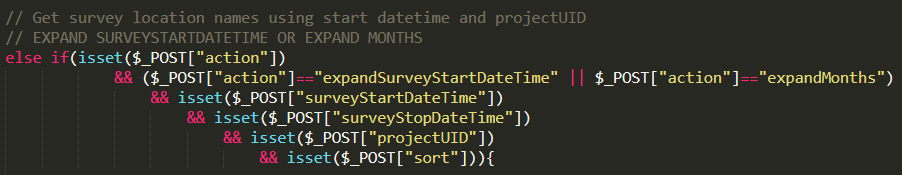 // Get survey location names using start datetime and projectUID
// EXPAND SURVEYSTARTDATETIME OR EXPAND MONTHS
else if(isset($_POST["action"])
&& ($_POST["action"]=="expandSurveyStartDateTime" || $_POST["action"]=="expandMonths")
&& isset($_POST["surveyStartDateTime"])
&& isset($_POST["surveyStopDateTime"])
&& isset($_POST["projectUID"])
&& isset($_POST["sort"])){